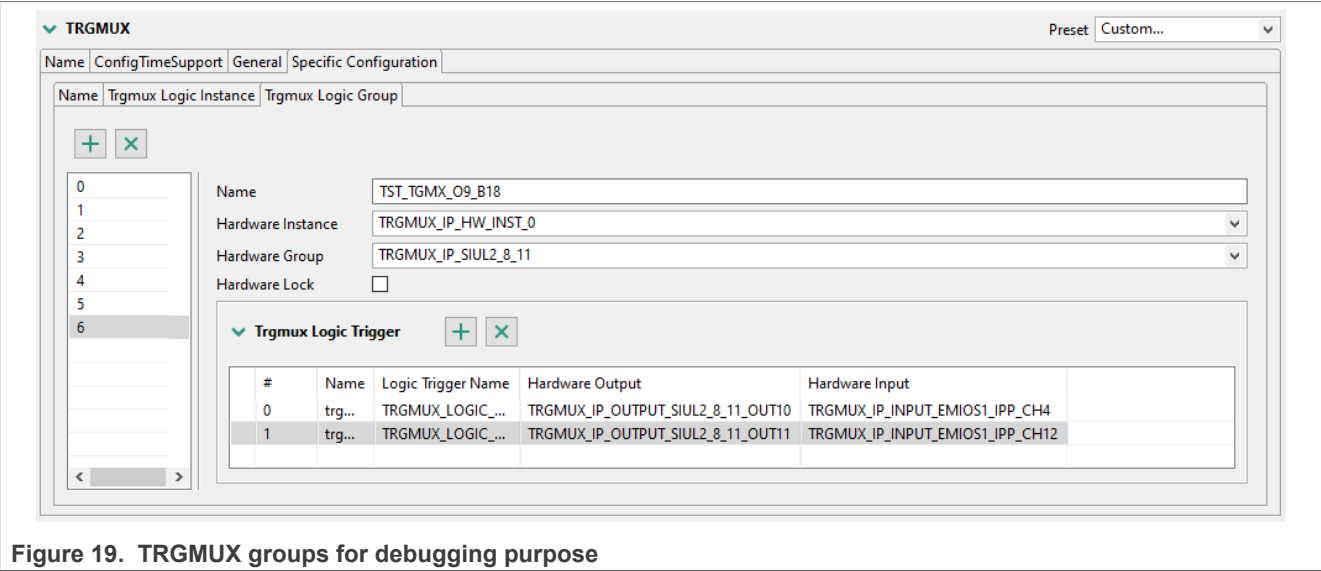 TRGMUX Preset Custom...
Name ConfigTimeSupport General Specific Configuration
Name Trgmux Logic Instance Trgmux Logic Group
0
1
2
3
4
5
6
Name TST_TGMX_O9_B18
Hardware Instance TRGMUX_IP_HW_INST_0
Hardware Group TRGMUX_IP_SIUL2_8_11
Hardware Lock
Trgmux Logic Trigger
# Name Logic Trigger Name Hardware Output Hardware Input
0 trg... TRGMUX_LOGIC_... TRGMUX_IP_OUTPUT_SIUL2_8_11_OUT10 TRGMUX_IP_INPUT_EMIOS1_IPP_CH4
1 trg... TRGMUX_LOGIC_... TRGMUX_IP_OUTPUT_SIUL2_8_11_OUT11 TRGMUX_IP_INPUT_EMIOS1_IPP_CH12
Figure 19. TRGMUX groups for debugging purpose